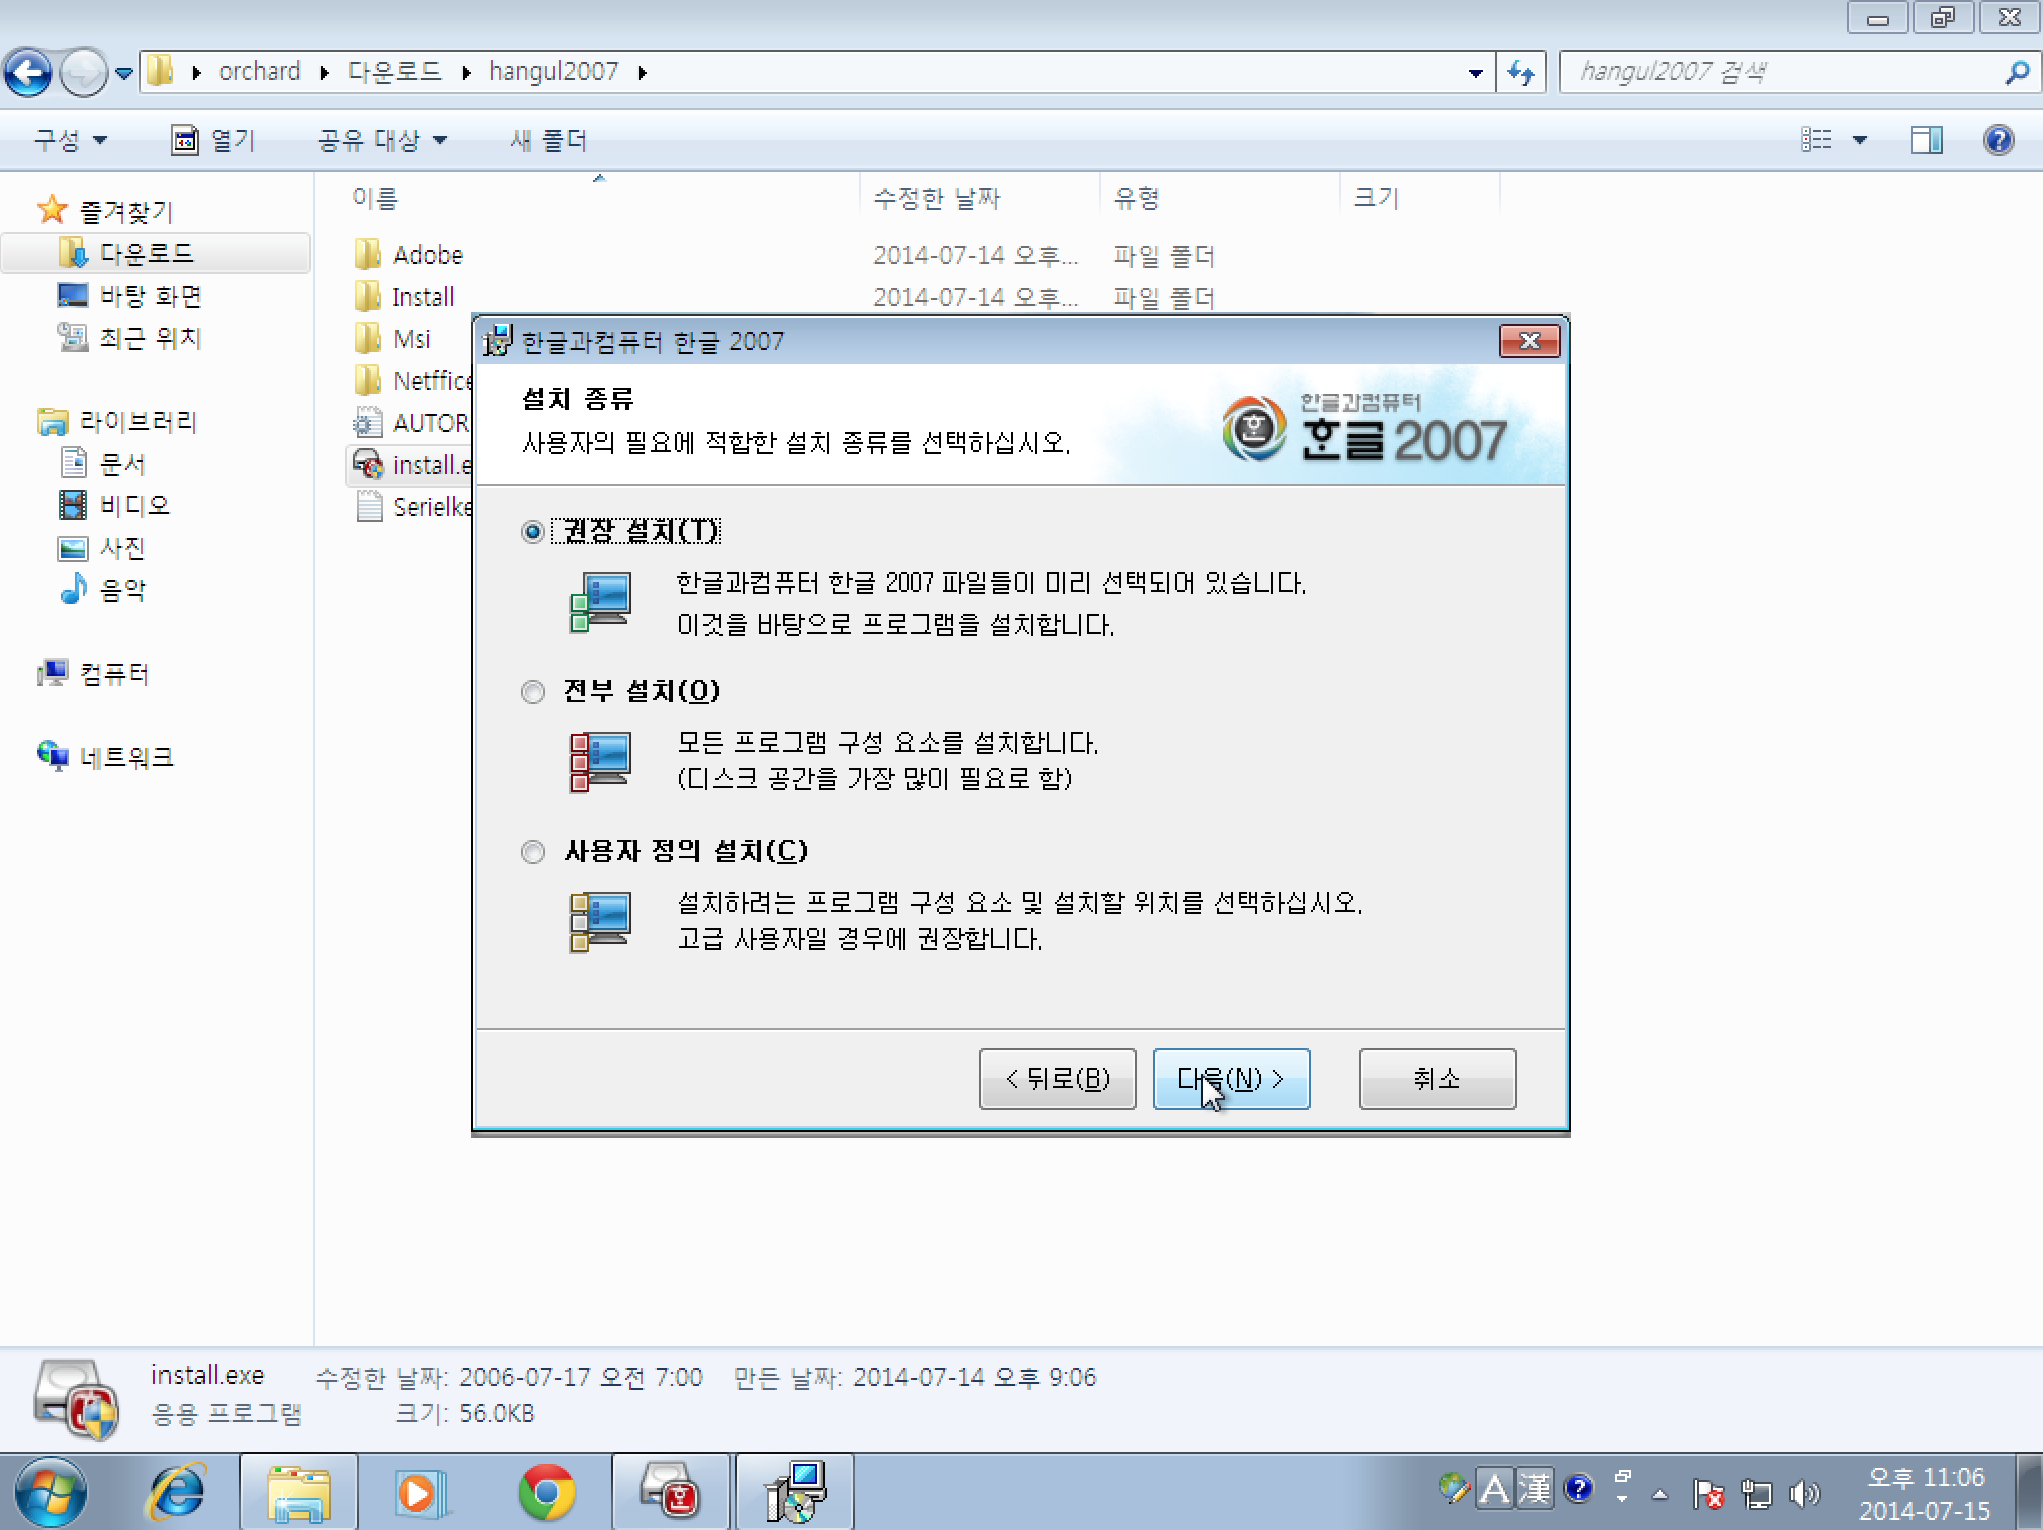 orchard 다운로드 hangul2007
hangul2007 검색
구성 열기 공유 대상 새 폴더
이름 수정한 날짜 유형 크기
즐겨찾기
다운로드
바탕 화면
최근 위치
라이브러리
문서
비디오
사진
음악
컴퓨터
네트워크
Adobe 2014-07-14 오후... 파일 폴더
Install 2014-07-14 오후... 파일 폴더
Msi
Netffice
AUTOR
install.e
Serielke
한글과컴퓨터 한글 2007
설치 종류
사용자의 필요에 적합한 설치 종류를 선택하십시오.
한글과컴퓨터
한글 2007
권장 설치(T)
한글과컴퓨터 한글 2007 파일들이 미리 선택되어 있습니다.
이것을 바탕으로 프로그램을 설치합니다.
전부 설치(O)
모든 프로그램 구성 요소를 설치합니다.
(디스크 공간을 가장 많이 필요로 함)
사용자 정의 설치(C)
설치하려는 프로그램 구성 요소 및 설치할 위치를 선택하십시오.
고급 사용자일 경우에 권장합니다.
< 뒤로(B) 다음(N) > 취소
install.exe 수정한 날짜: 2006-07-17 오전 7:00 만든 날짜: 2014-07-14 오후 9:06
응용 프로그램 크기: 56.0KB
A 漢
오후 11:06
2014-07-15